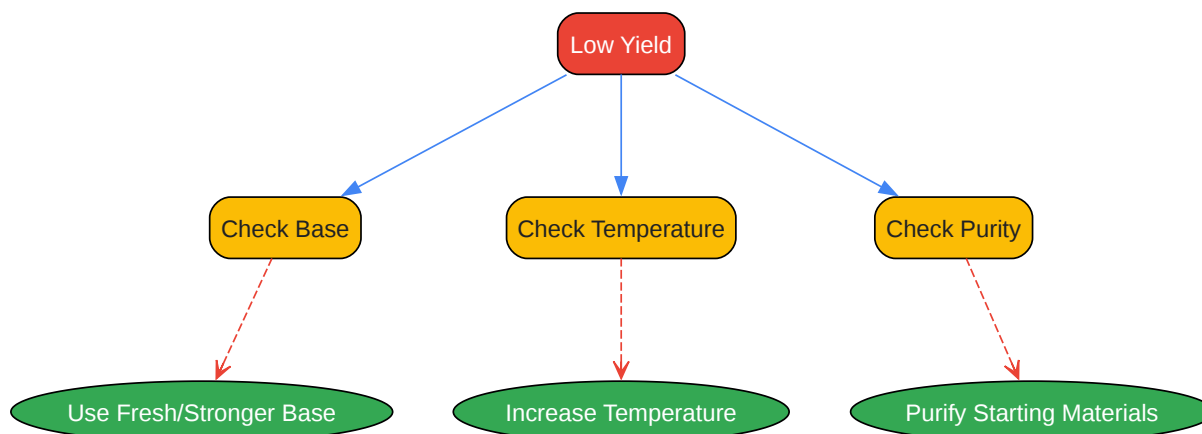 Low Yield
Check Base
Check Temperature
Check Purity
Use Fresh/Stronger Base
Increase Temperature
Purify Starting Materials